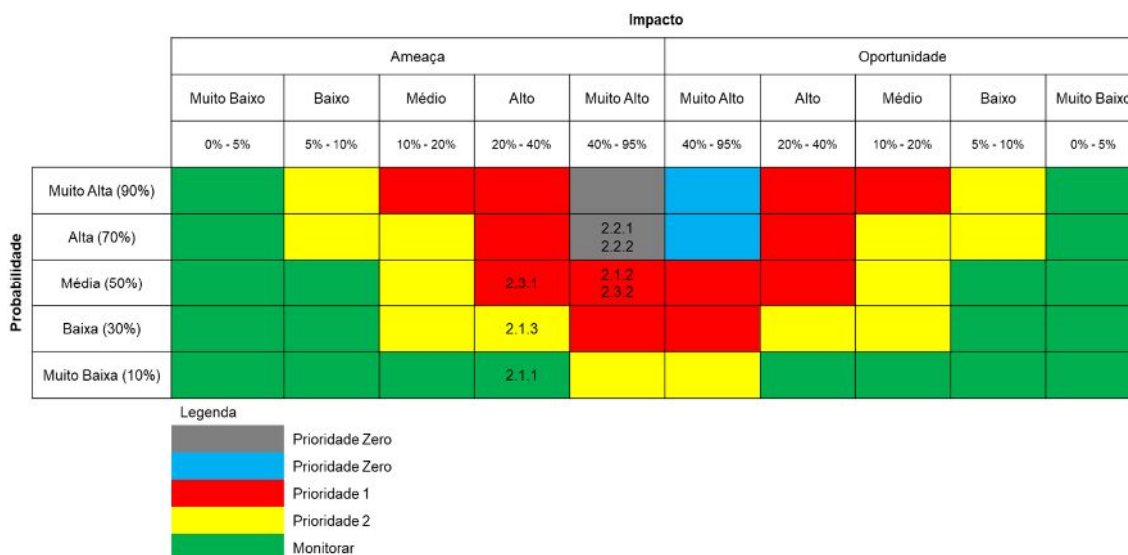 Impacto
Ameaça Oportunidade
Muito Baixo Baixo Médio Alto Muito Alto Muito Alto Alto Médio Baixo Muito Baixo
0% - 5% 5% - 10% 10% - 20% 20% - 40% 40% - 95% 40% - 95% 20% - 40% 10% - 20% 5% - 10% 0% - 5%
Probabilidade
Muito Alta (90%)
Alta (70%) 2.2.1
2.2.2
Média (50%) 2.3.1 2.1.2
2.3.2
Baixa (30%) 2.1.3
Muito Baixa (10%) 2.1.1
Legenda
Prioridade Zero
Prioridade Zero
Prioridade 1
Prioridade 2
Monitorar